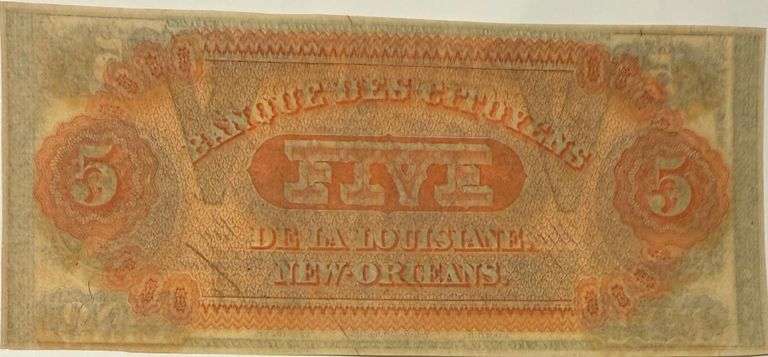 BANQUE DES CITOYENS
5 FIVE 5
DE LA LOUISIANE.
NEW-ORLEANS.